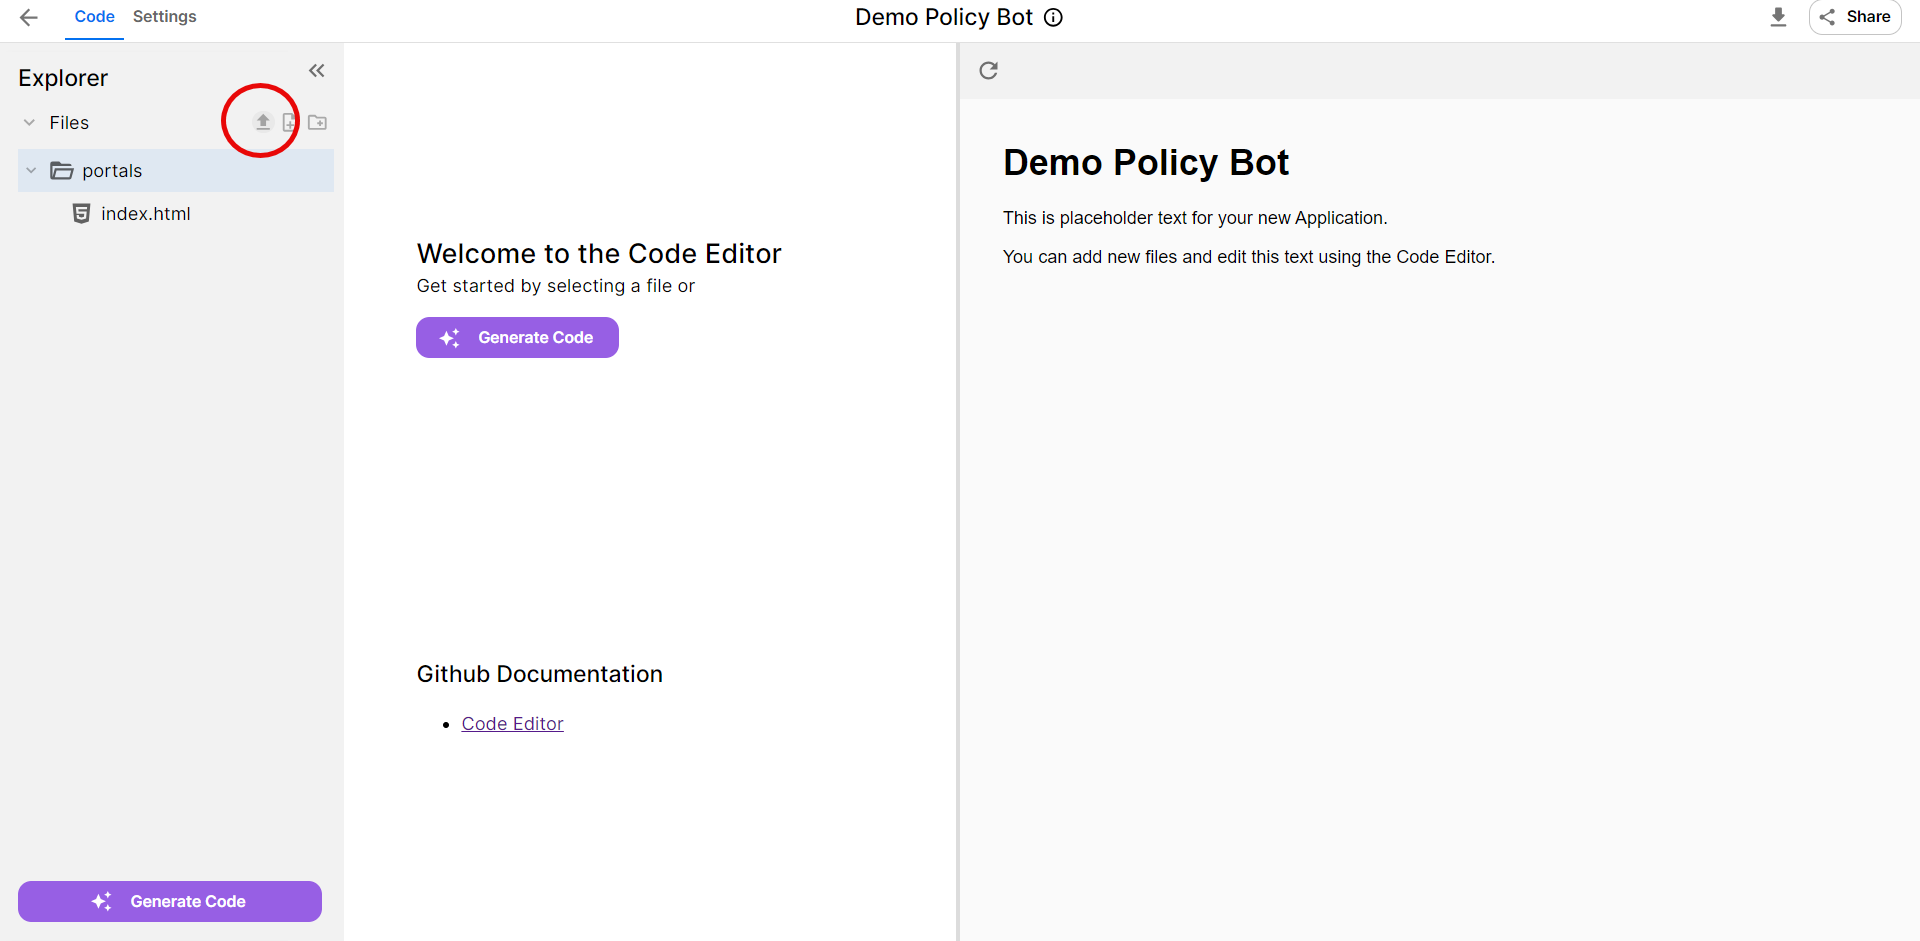 Code Settings Demo Policy Bot Share
Explorer
Files
portals
index.html
Generate Code
Welcome to the Code Editor
Get started by selecting a file or
Generate Code
Github Documentation
Code Editor
Demo Policy Bot
This is placeholder text for your new Application.
You can add new files and edit this text using the Code Editor.